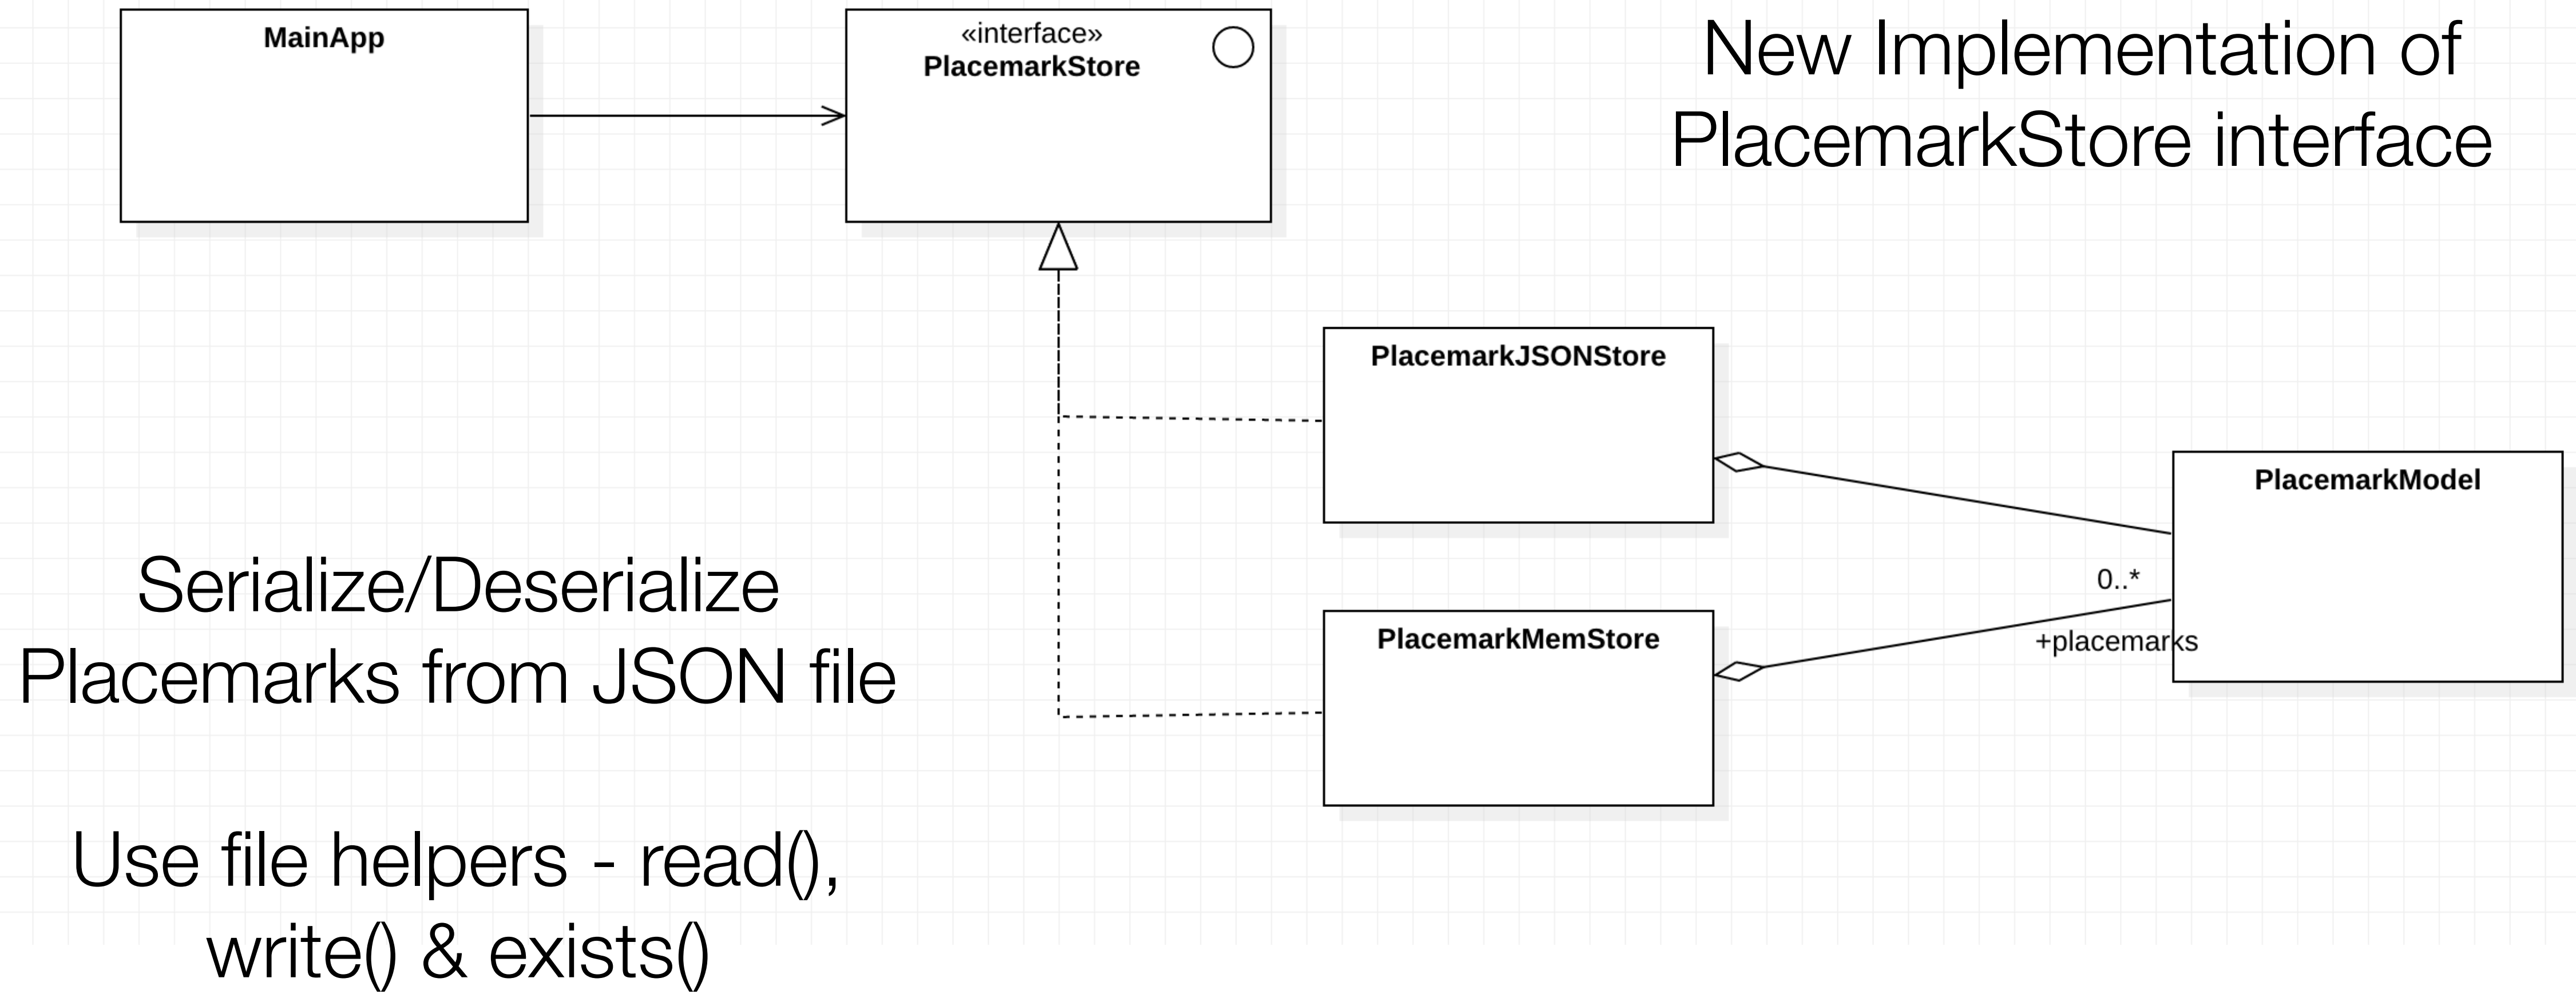 MainApp
«interface»
PlacemarkStore
New Implementation of
PlacemarkStore interface
PlacemarkJSONStore
PlacemarkModel
0..*
+placemarks
PlacemarkMemStore
Serialize/Deserialize
Placemarks from JSON file
Use file helpers - read(),
write() & exists()